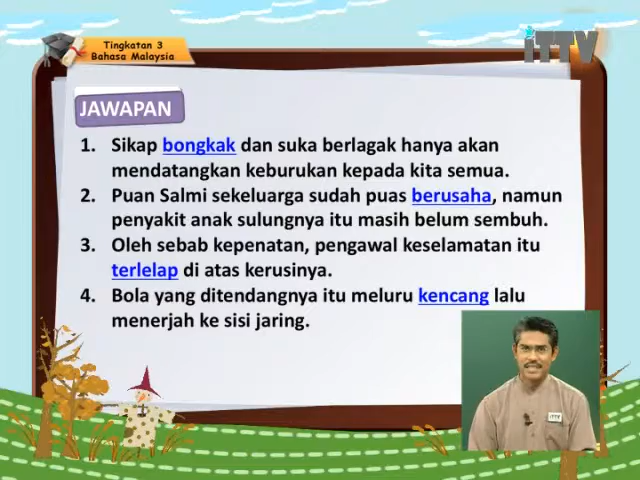 Tingkatan 3
Bahasa Malaysia
iTTV
JAWAPAN
1. Sikap bongkak dan suka berlagak hanya akan
mendatangkan keburukan kepada kita semua.
2. Puan Salmi sekeluarga sudah puas berusaha, namun
penyakit anak sulungnya itu masih belum sembuh.
3. Oleh sebab kepenatan, pengawal keselamatan itu
terlelap di atas kerusinya.
4. Bola yang ditendangnya itu meluru kencang lalu
menerjah ke sisi jaring.
iTTV